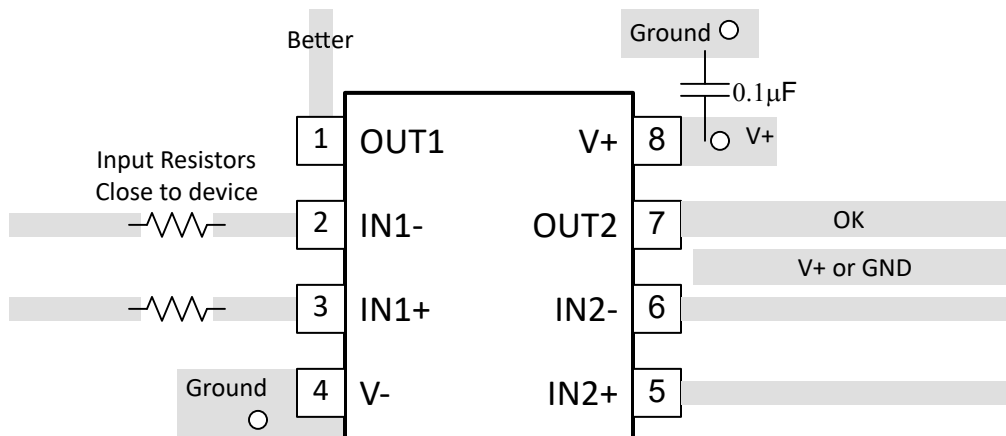 Better
Ground
0.1µF
1 OUT1
V+ 8
V+
Input Resistors
Close to device
2 IN1-
OUT2 7
OK
V+ or GND
3 IN1+
IN2- 6
Ground
4 V-
IN2+ 5